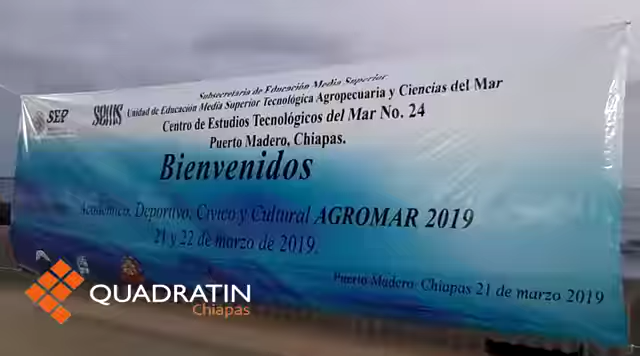 Subsecretaría de Educación Media Superior
SEP SEMS Unidad de Educación Media Superior Tecnológica Agropecuaria y Ciencias del Mar
Centro de Estudios Tecnológicos del Mar No. 24
Puerto Madero, Chiapas.
Bienvenidos
Académico, Deportivo, Cívico y Cultural AGROMAR 2019
21 y 22 de marzo de 2019.
Puerto Madero, Chiapas 21 de marzo 2019
QUADRATIN
Chiapas